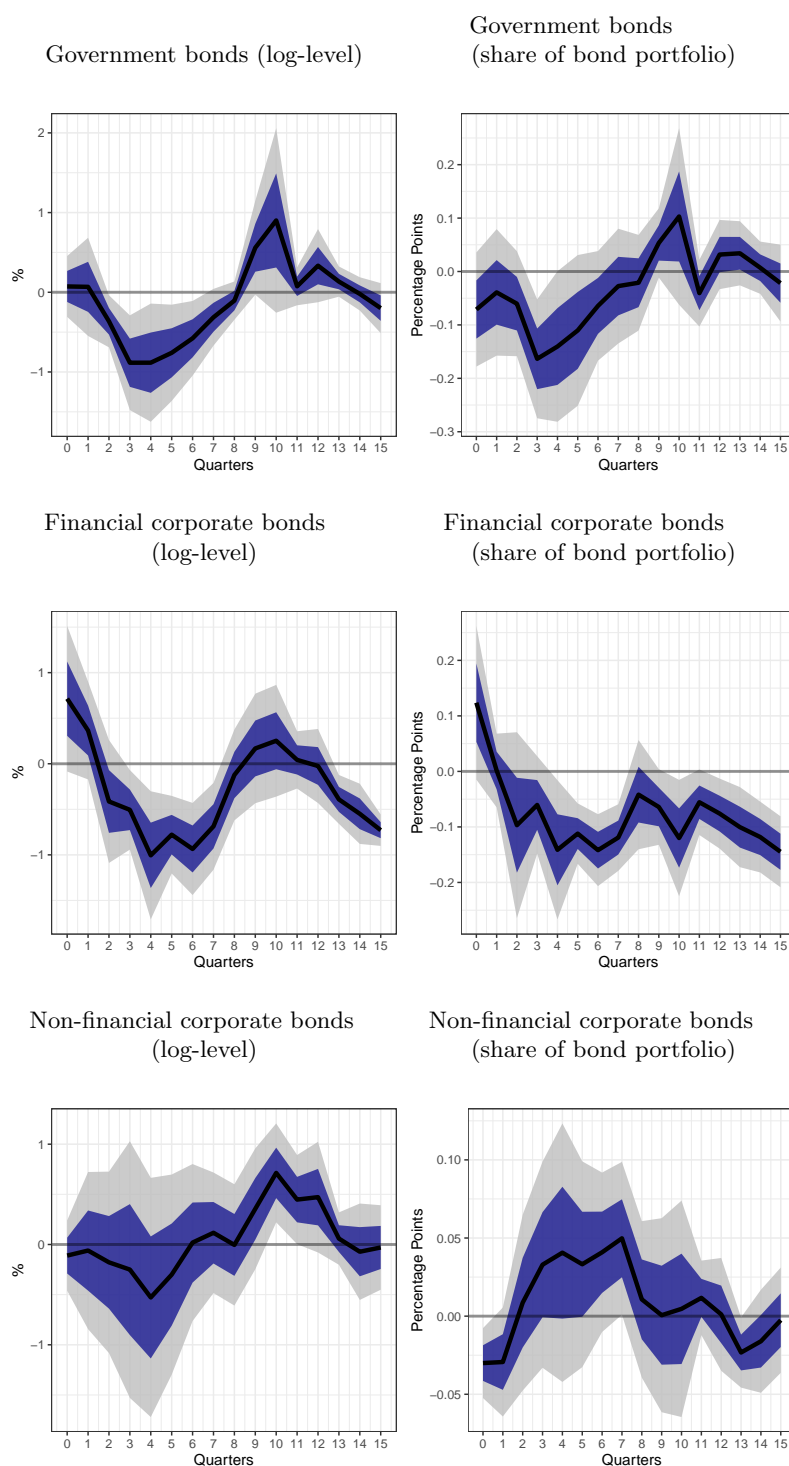 Government bonds (log-level)
Government bonds
(share of bond portfolio)
%
2
1
0
−1
0 1 2 3 4 5 6 7 8 9 10 11 12 13 14 15
Quarters
Percentage Points
0.2
0.1
0.0
−0.1
−0.2
−0.3
0 1 2 3 4 5 6 7 8 9 10 11 12 13 14 15
Quarters
Financial corporate bonds
(log-level)
Financial corporate bonds
(share of bond portfolio)
%
1
0
−1
0 1 2 3 4 5 6 7 8 9 10 11 12 13 14 15
Quarters
Percentage Points
0.2
0.1
0.0
−0.1
−0.2
0 1 2 3 4 5 6 7 8 9 10 11 12 13 14 15
Quarters
Non-financial corporate bonds
(log-level)
Non-financial corporate bonds
(share of bond portfolio)
%
1
0
−1
0 1 2 3 4 5 6 7 8 9 10 11 12 13 14 15
Quarters
Percentage Points
0.10
0.05
0.00
−0.05
0 1 2 3 4 5 6 7 8 9 10 11 12 13 14 15
Quarters